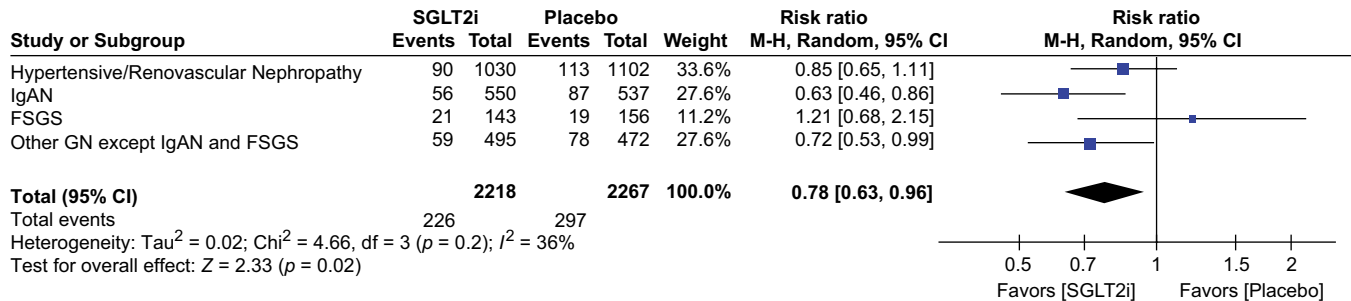 SGLT2i Placebo Risk ratio Risk ratio
Study or Subgroup Events Total Events Total Weight M-H, Random, 95% CI M-H, Random, 95% CI
Hypertensive/Renovascular Nephropathy 90 1030 113 1102 33.6% 0.85 [0.65, 1.11]
IgAN 56 550 87 537 27.6% 0.63 [0.46, 0.86]
FSGS 21 143 19 156 11.2% 1.21 [0.68, 2.15]
Other GN except IgAN and FSGS 59 495 78 472 27.6% 0.72 [0.53, 0.99]
Total (95% CI) 2218 2267 100.0% 0.78 [0.63, 0.96]
Total events 226 297
Heterogeneity: Tau² = 0.02; Chi² = 4.66, df = 3 (p = 0.2); I² = 36%
Test for overall effect: Z = 2.33 (p = 0.02)
0.5 0.7 1 1.5 2
Favors [SGLT2i] Favors [Placebo]